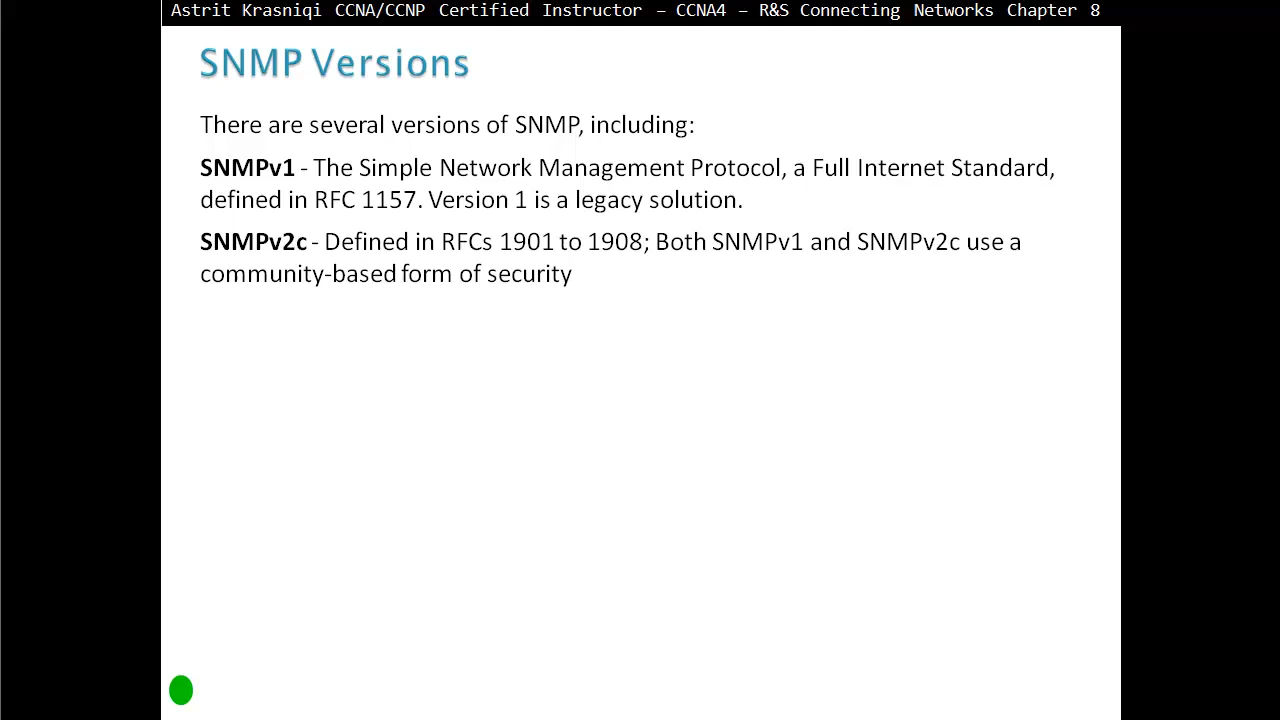 Astrit Krasniqi CCNA/CCNP Certified Instructor – CCNA4 – R&S Connecting Networks Chapter 8
SNMP Versions
There are several versions of SNMP, including:
SNMPv1 - The Simple Network Management Protocol, a Full Internet Standard,
defined in RFC 1157. Version 1 is a legacy solution.
SNMPv2c - Defined in RFCs 1901 to 1908; Both SNMPv1 and SNMPv2c use a
community-based form of security